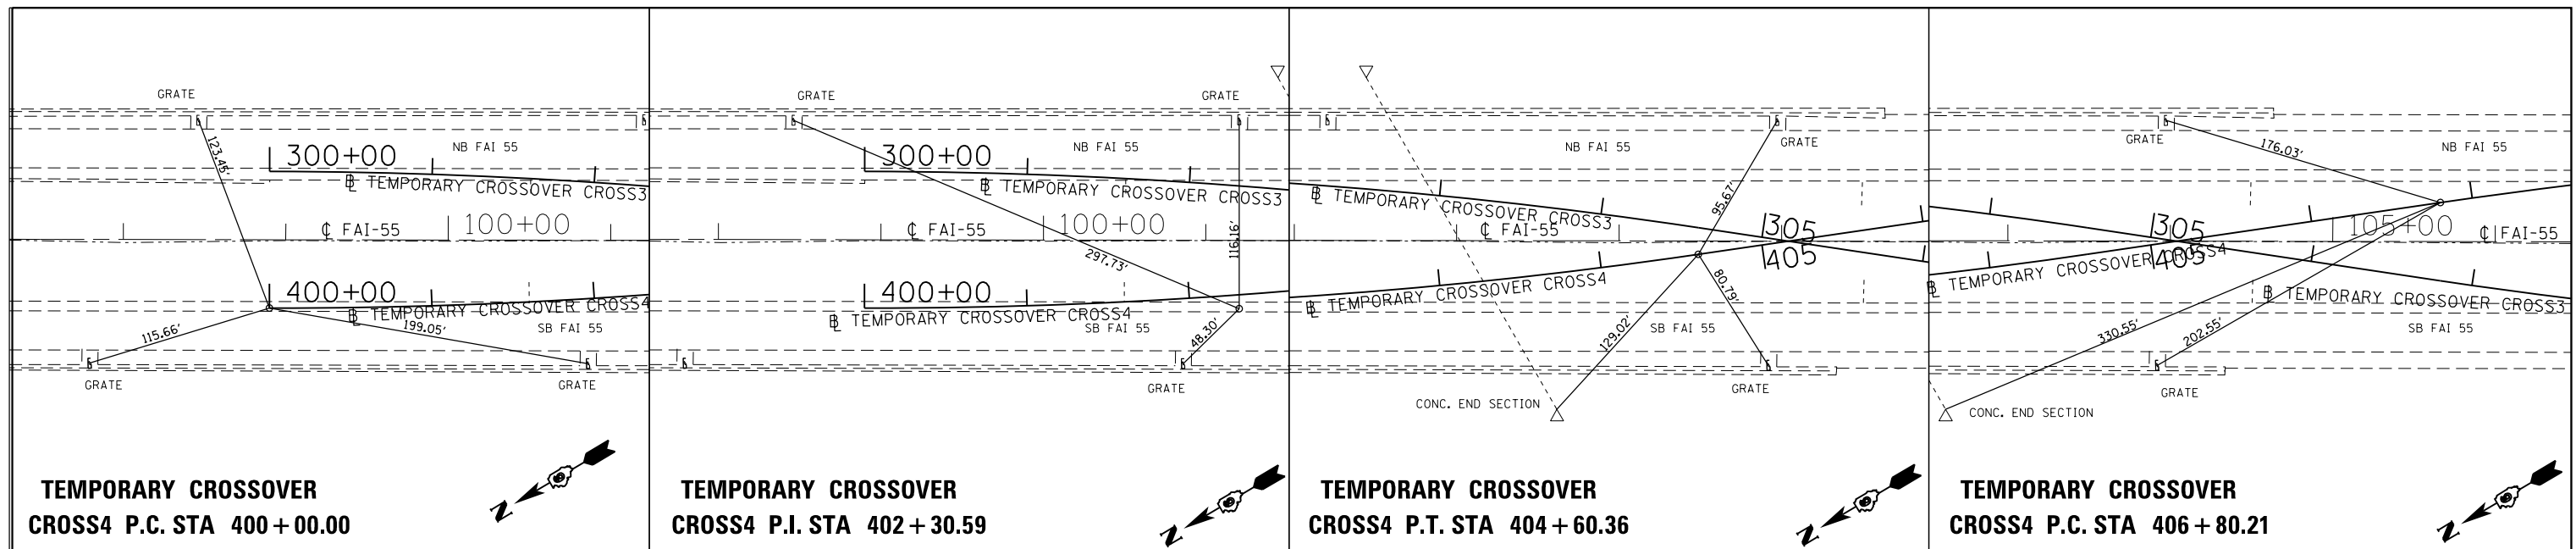 GRATE
123.45'
300+00
NB FAI 55
℄ TEMPORARY CROSSOVER CROSS3
℄ FAI-55
100+00
400+00
℄ TEMPORARY CROSSOVER CROSS4
115.66'
199.05'
SB FAI 55
GRATE
GRATE
N
TEMPORARY CROSSOVER
CROSS4 P.C. STA 400+00.00
GRATE
GRATE
300+00
NB FAI 55
℄ TEMPORARY CROSSOVER CROSS3
℄ FAI-55
100+00
116.16'
297.73'
400+00
℄ TEMPORARY CROSSOVER CROSS4
SB FAI 55
48.30'
GRATE
N
TEMPORARY CROSSOVER
CROSS4 P.I. STA 402+30.59
GRATE
NB FAI 55
95.67'
℄ TEMPORARY CROSSOVER CROSS3
℄ FAI-55
305
405
80.79'
℄ TEMPORARY CROSSOVER CROSS4
129.02'
SB FAI 55
GRATE
CONC. END SECTION
N
TEMPORARY CROSSOVER
CROSS4 P.T. STA 404+60.36
GRATE
176.03'
NB FAI 55
305
105+00
℄ FAI-55
405
℄ TEMPORARY CROSSOVER CROSS4
℄ TEMPORARY CROSSOVER CROSS3
330.55'
202.55'
SB FAI 55
GRATE
CONC. END SECTION
N
TEMPORARY CROSSOVER
CROSS4 P.C. STA 406+80.21